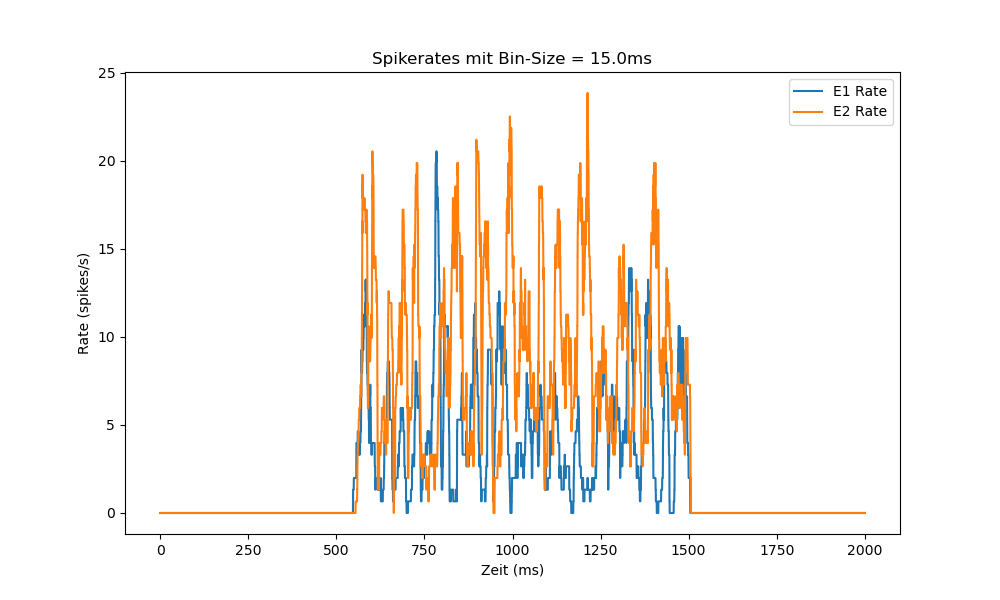 Spikerates mit Bin-Size = 15.0ms
E1 Rate
E2 Rate
Rate (spikes/s)
25
20
15
10
5
0
0 250 500 750 1000 1250 1500 1750 2000
Zeit (ms)